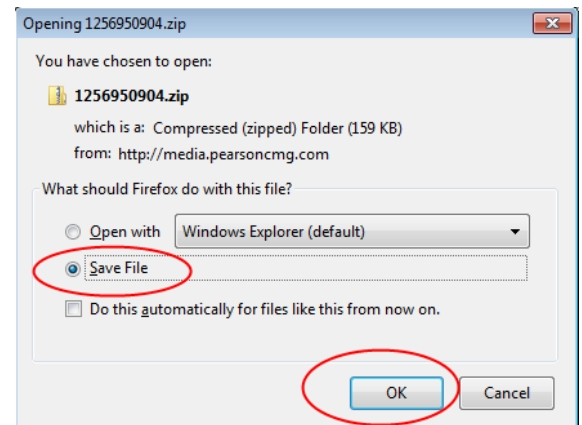 Opening 1256950904.zip
You have chosen to open:
1256950904.zip
which is a: Compressed (zipped) Folder (159 KB)
from: http://media.pearsoncmg.com
What should Firefox do with this file?
Open with Windows Explorer (default)
Save File
Do this automatically for files like this from now on.
OK Cancel